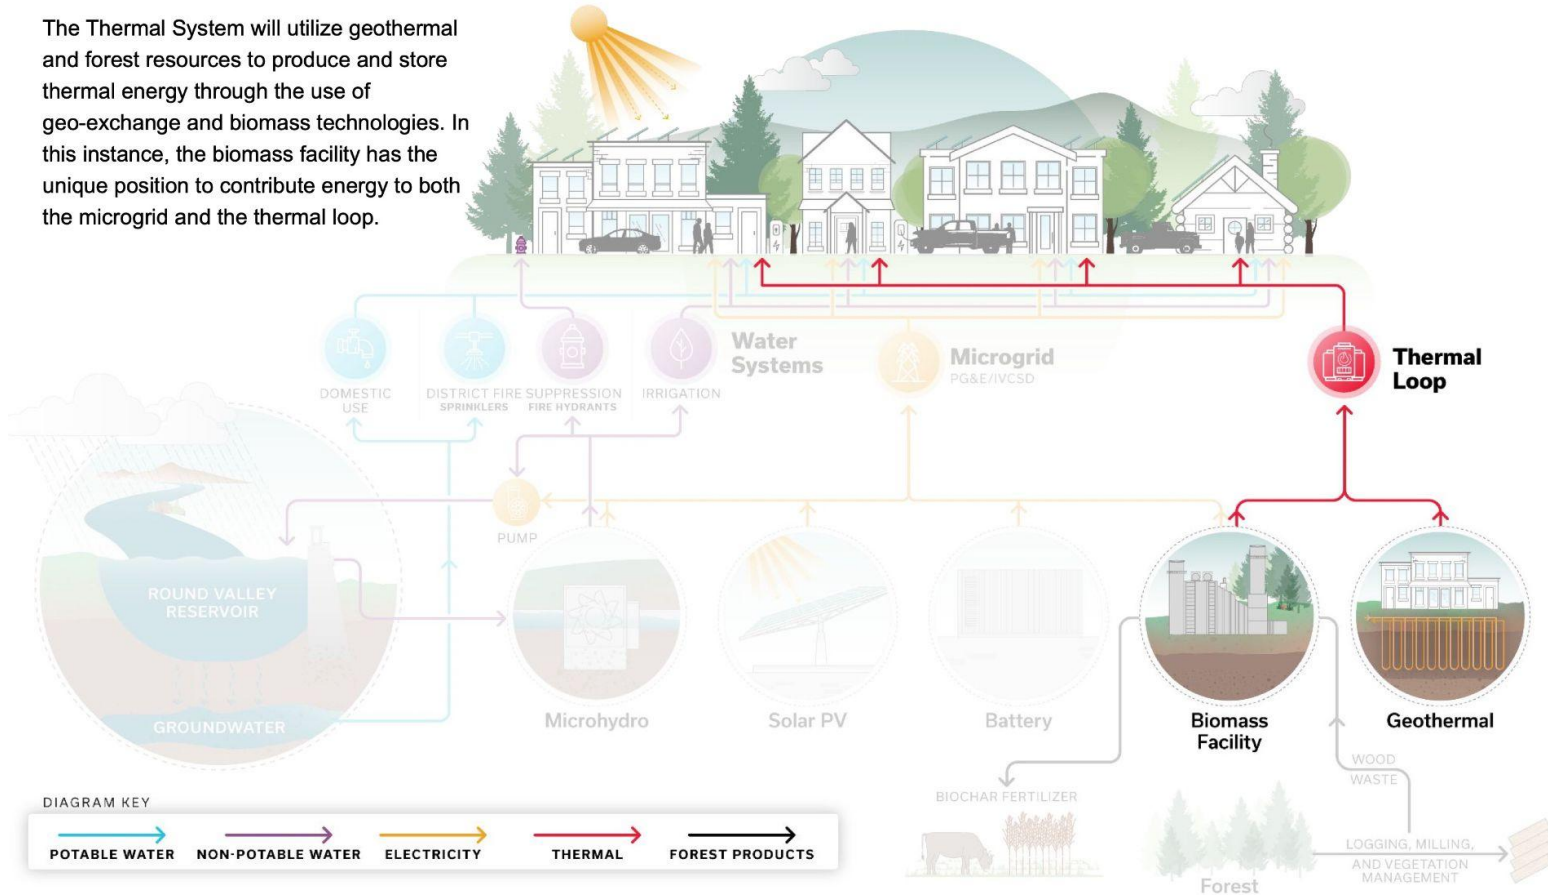 The Thermal System will utilize geothermal
and forest resources to produce and store
thermal energy through the use of
geo-exchange and biomass technologies. In
this instance, the biomass facility has the
unique position to contribute energy to both
the microgrid and the thermal loop.
Water
Systems
Microgrid
PG&E/IVCSD
Thermal
Loop
DOMESTIC
USE
DISTRICT FIRE
SPRINKLERS
SUPPRESSION
FIRE HYDRANTS
IRRIGATION
PUMP
ROUND VALLEY
RESERVOIR
GROUNDWATER
Microhydro
Solar PV
Battery
Biomass
Facility
Geothermal
WOOD
WASTE
BIOCHAR FERTILIZER
LOGGING, MILLING,
AND VEGETATION
MANAGEMENT
Forest
DIAGRAM KEY
POTABLE WATER
NON-POTABLE WATER
ELECTRICITY
THERMAL
FOREST PRODUCTS